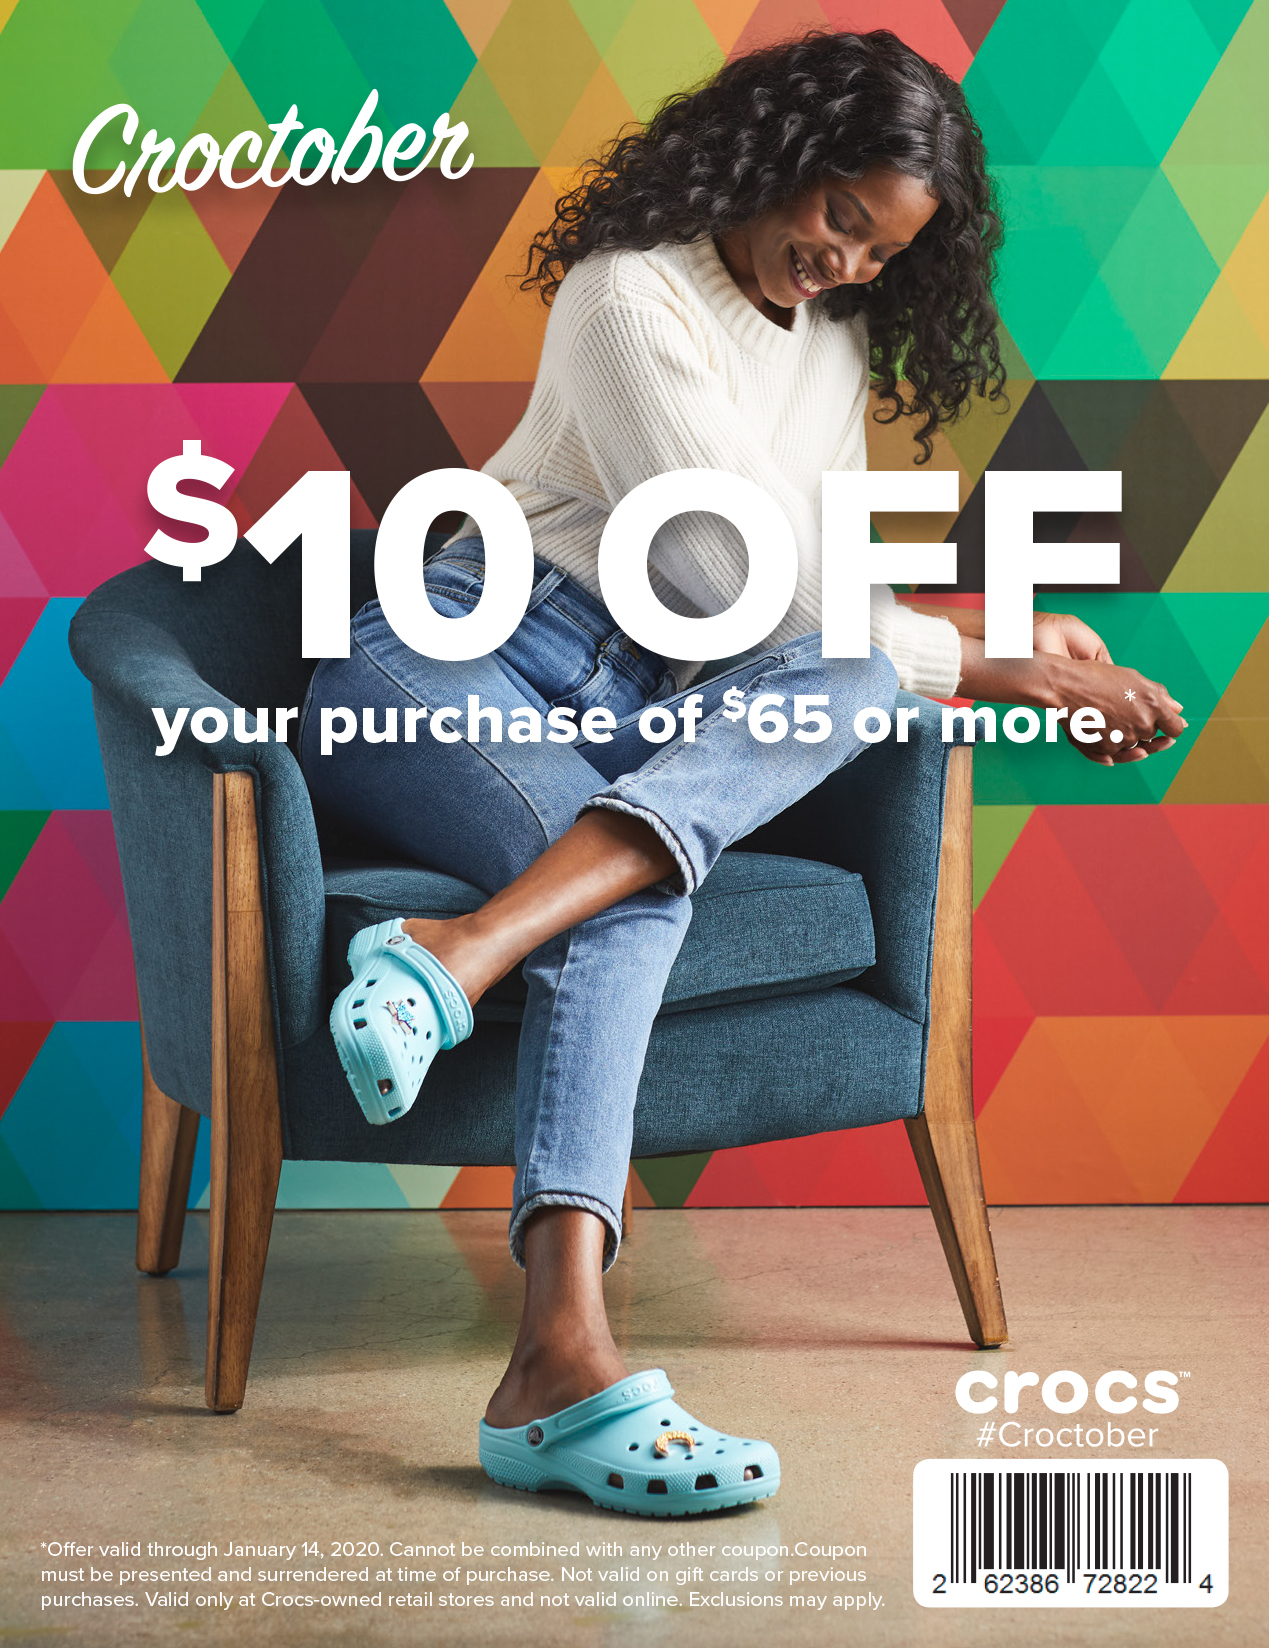 Croctober
$10 OFF
your purchase of $65 or more.*
crocs™
#Croctober
*Offer valid through January 14, 2020. Cannot be combined with any other coupon.Coupon
must be presented and surrendered at time of purchase. Not valid on gift cards or previous
purchases. Valid only at Crocs-owned retail stores and not valid online. Exclusions may apply.
2 62386 72822 4
crocs
crocs